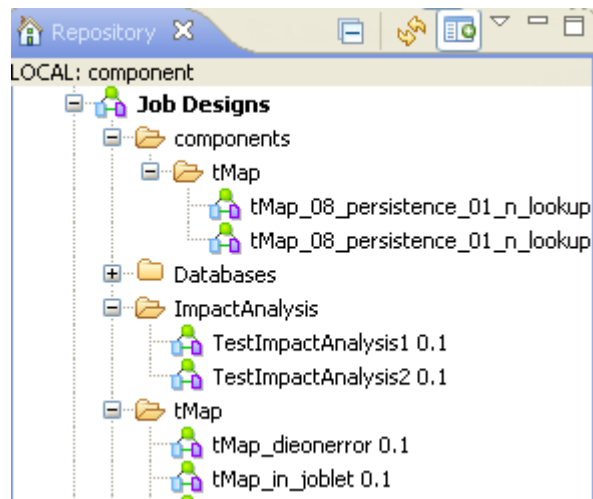 Repository
LOCAL: component
Job Designs
components
tMap
tMap_08_persistence_01_n_lookup
tMap_08_persistence_01_n_lookup
Databases
ImpactAnalysis
TestImpactAnalysis1 0.1
TestImpactAnalysis2 0.1
tMap
tMap_dieonerror 0.1
tMap_in_joblet 0.1